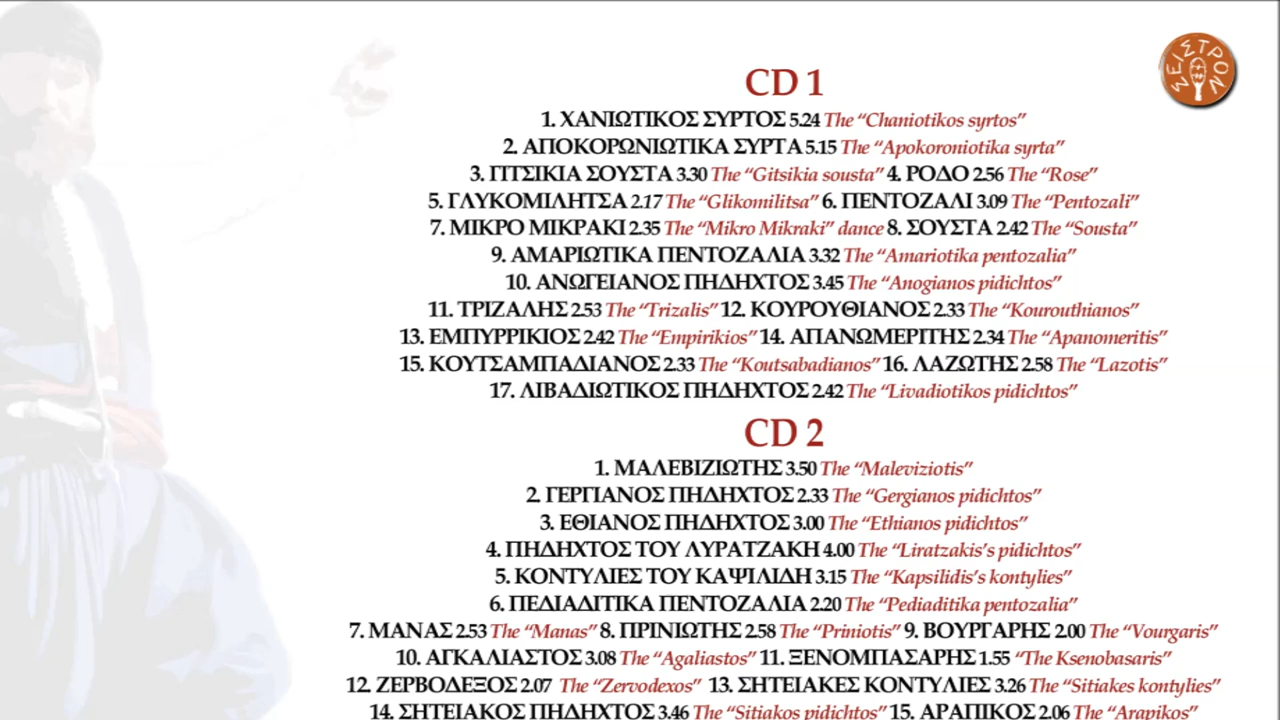 ΣΕΙΣΤΡΟΝ
CD 1
1. ΧΑΝΙΩΤΙΚΟΣ ΣΥΡΤΟΣ 5.24 The “Chaniotikos syrtos”
2. ΑΠΟΚΟΡΩΝΙΩΤΙΚΑ ΣΥΡΤΑ 5.15 The “Apokoroniotika syrta”
3. ΓΙΤΣΙΚΙΑ ΣΟΥΣΤΑ 3.30 The “Gitsikia sousta” 4. ΡΟΔΟ 2.56 The “Rose”
5. ΓΛΥΚΟΜΙΛΗΤΣΑ 2.17 The “Glikomilitsa” 6. ΠΕΝΤΟΖΑΛΙ 3.09 The “Pentozali”
7. ΜΙΚΡΟ ΜΙΚΡΑΚΙ 2.35 The “Mikro Mikraki” dance 8. ΣΟΥΣΤΑ 2.42 The “Sousta”
9. ΑΜΑΡΙΩΤΙΚΑ ΠΕΝΤΟΖΑΛΙΑ 3.32 The “Amariotika pentozalia”
10. ΑΝΩΓΕΙΑΝΟΣ ΠΗΔΗΧΤΟΣ 3.45 The “Anogianos pidichtos”
11. ΤΡΙΖΑΛΗΣ 2.53 The “Trizalis” 12. ΚΟΥΡΟΥΘΙΑΝΟΣ 2.33 The “Kourouthianos”
13. ΕΜΠΥΡΡΙΚΙΟΣ 2.42 The “Empirikios” 14. ΑΠΑΝΩΜΕΡΙΤΗΣ 2.34 The “Apanomeritis”
15. ΚΟΥΤΣΑΜΠΑΔΙΑΝΟΣ 2.33 The “Koutsabadianos” 16. ΛΑΖΩΤΗΣ 2.58 The “Lazotis”
17. ΛΙΒΑΔΙΩΤΙΚΟΣ ΠΗΔΗΧΤΟΣ 2.42 The “Livadiotikos pidichtos”
CD 2
1. ΜΑΛΕΒΙΖΙΩΤΗΣ 3.50 The “Maleviziotis”
2. ΓΕΡΓΙΑΝΟΣ ΠΗΔΗΧΤΟΣ 2.33 The “Gergianos pidichtos”
3. ΕΘΙΑΝΟΣ ΠΗΔΗΧΤΟΣ 3.00 The “Ethianos pidichtos”
4. ΠΗΔΗΧΤΟΣ ΤΟΥ ΛΥΡΑΤΖΑΚΗ 4.00 The “Liratzakis’s pidichtos”
5. ΚΟΝΤΥΛΙΕΣ ΤΟΥ ΚΑΨΙΛΙΔΗ 3.15 The “Kapsilidis’s kontylies”
6. ΠΕΔΙΑΔΙΤΙΚΑ ΠΕΝΤΟΖΑΛΙΑ 2.20 The “Pediaditika pentozalia”
7. ΜΑΝΑΣ 2.53 The “Manas” 8. ΠΡΙΝΙΩΤΗΣ 2.58 The “Priniotis” 9. ΒΟΥΡΓΑΡΗΣ 2.00 The “Vourgaris”
10. ΑΓΚΑΛΙΑΣΤΟΣ 3.08 The “Agaliastos” 11. ΞΕΝΟΜΠΑΣΑΡΗΣ 1.55 “The Ksenobasaris”
12. ΖΕΡΒΟΔΕΞΟΣ 2.07 The “Zervodexos” 13. ΣΗΤΕΙΑΚΕΣ ΚΟΝΤΥΛΙΕΣ 3.26 The “Sitiakes kontylies”
14. ΣΗΤΕΙΑΚΟΣ ΠΗΔΗΧΤΟΣ 3.46 The “Sitiakos pidichtos” 15. ΑΡΑΠΙΚΟΣ 2.06 The “Arapikos”